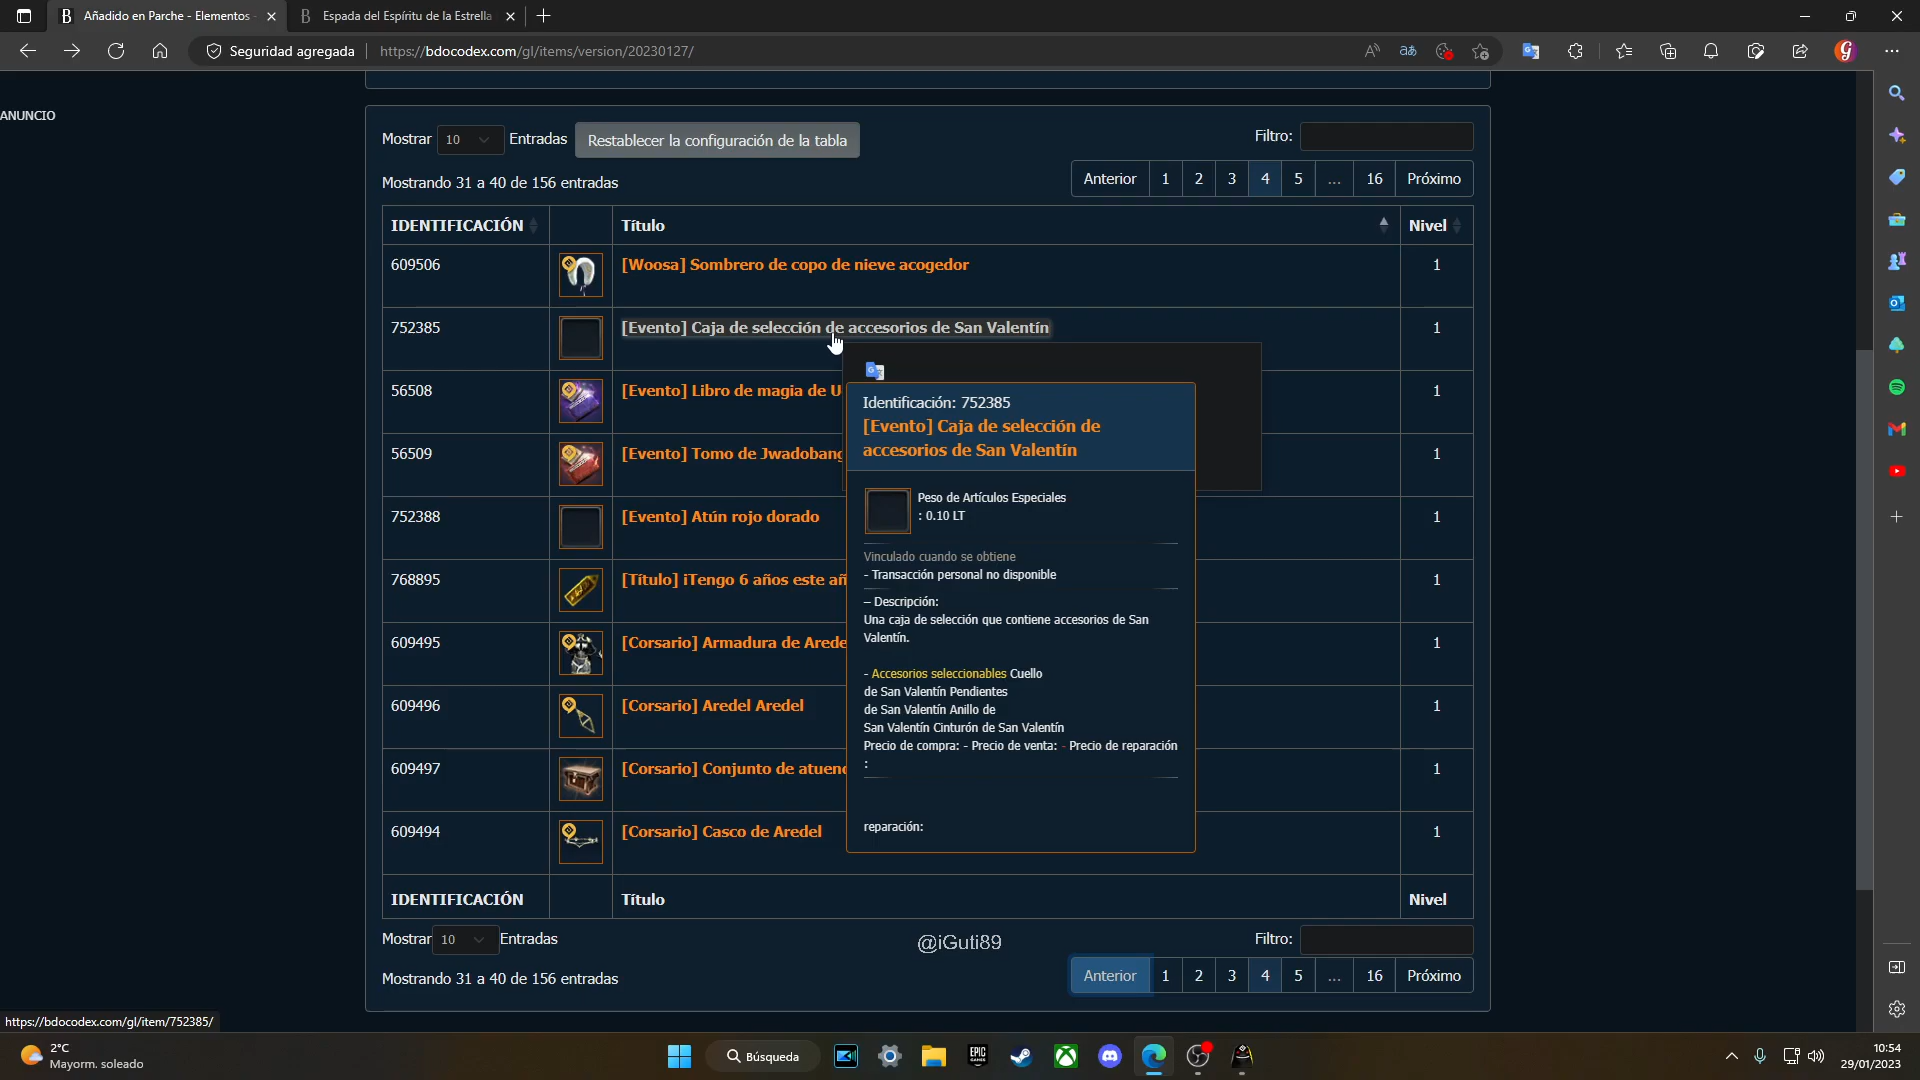 Añadido en Parche - Elementos
Espada del Espíritu de la Estrella
Seguridad agregada
https://bdocodex.com/gl/items/version/20230127/
ANUNCIO
Mostrar 10 Entradas Restablecer la configuración de la tabla
Filtro:
Mostrando 31 a 40 de 156 entradas
Anterior 1 2 3 4 5 ... 16 Próximo
IDENTIFICACIÓN Título Nivel
609506 [Woosa] Sombrero de copo de nieve acogedor 1
752385 [Evento] Caja de selección de accesorios de San Valentín 1
56508 [Evento] Libro de magia de U 1
56509 [Evento] Tomo de Jwadobang 1
752388 [Evento] Atún rojo dorado 1
768895 [Título] ¡Tengo 6 años este añ 1
609495 [Corsario] Armadura de Arede 1
609496 [Corsario] Aredel Aredel 1
609497 [Corsario] Conjunto de atuend 1
609494 [Corsario] Casco de Aredel 1
Identificación: 752385
[Evento] Caja de selección de
accesorios de San Valentín
Peso de Artículos Especiales
: 0.10 LT
Vinculado cuando se obtiene
- Transacción personal no disponible
– Descripción:
Una caja de selección que contiene accesorios de San
Valentín.
- Accesorios seleccionables Cuello
de San Valentín Pendientes
de San Valentín Anillo de
San Valentín Cinturón de San Valentín
Precio de compra: - Precio de venta: - Precio de reparación
:
reparación:
IDENTIFICACIÓN Título Nivel
Mostrar 10 Entradas
@iGuti89
Filtro:
Mostrando 31 a 40 de 156 entradas
Anterior 1 2 3 4 5 ... 16 Próximo
https://bdocodex.com/gl/item/752385/
2°C
Mayorm. soleado
Búsqueda
EPIC GAMES
10:54
29/01/2023